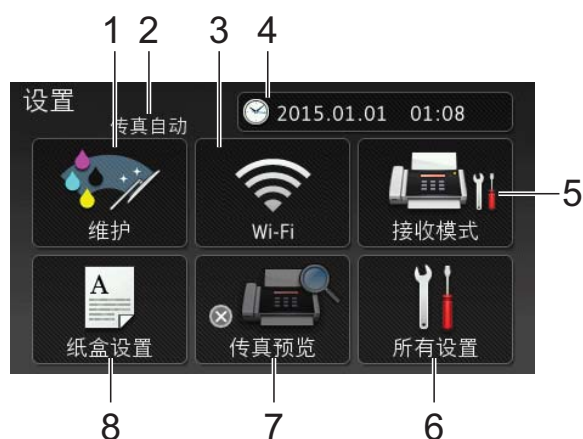 1 2 3 4
设置
传真自动
2015.01.01 01:08
维护
Wi-Fi
接收模式
5
A
纸盒设置
传真预览
所有设置
8 7 6